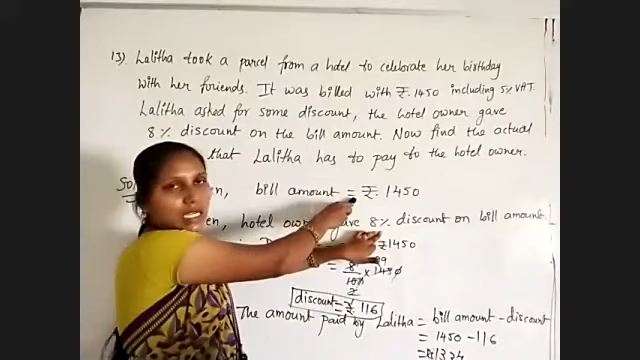 13). Lalitha took a parcel from a hotel to celebrate her birthday
with her friends. It was billed with ₹.1450 including 5% VAT.
Lalitha asked for some discount, the hotel owner gave
8% discount on the bill amount. Now find the actual
that Lalitha has to pay to the hotel owner.
bill amount = ₹.1450
hotel gave 8% discount on bill amount.
₹1450
= 8/100 × 1450
discount = ₹.116
The amount paid by Lalitha = bill amount - discount
= 1450 - 116
= ₹1334